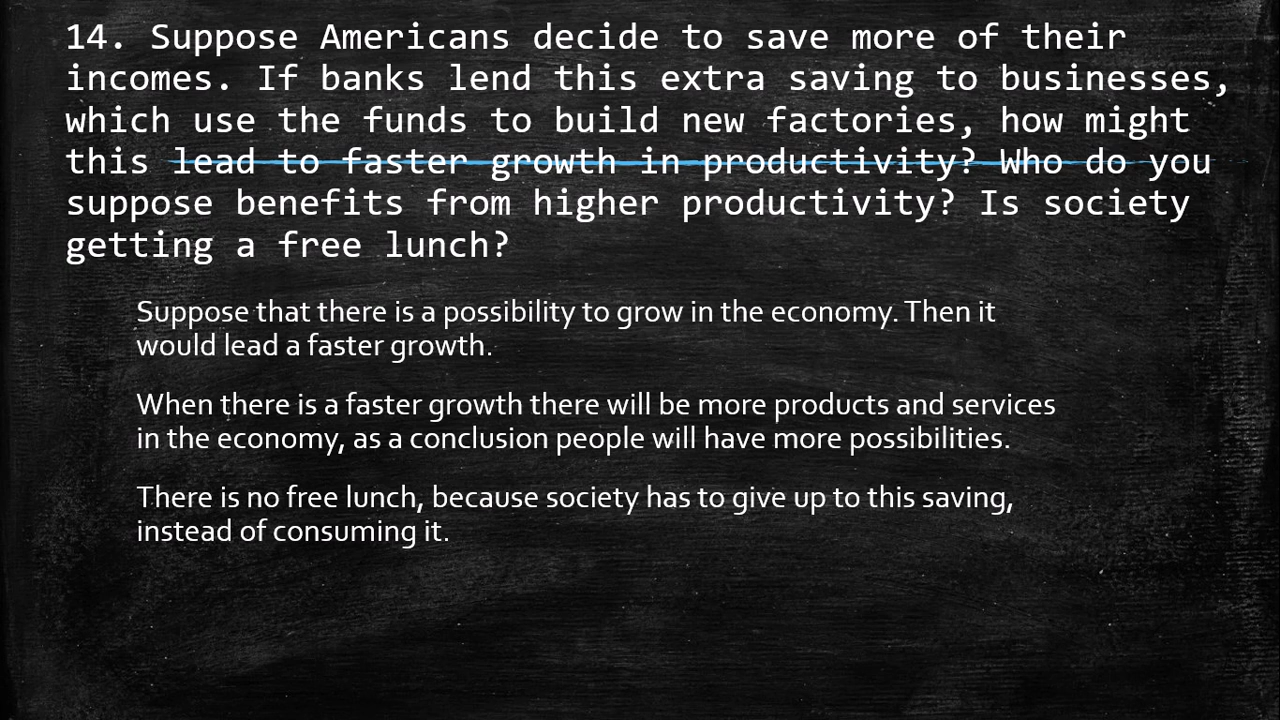 14. Suppose Americans decide to save more of their
incomes. If banks lend this extra saving to businesses,
which use the funds to build new factories, how might
this lead to faster growth in productivity? Who do you
suppose benefits from higher productivity? Is society
getting a free lunch?
Suppose that there is a possibility to grow in the economy. Then it
would lead a faster growth.
When there is a faster growth there will be more products and services
in the economy, as a conclusion people will have more possibilities.
There is no free lunch, because society has to give up to this saving,
instead of consuming it.